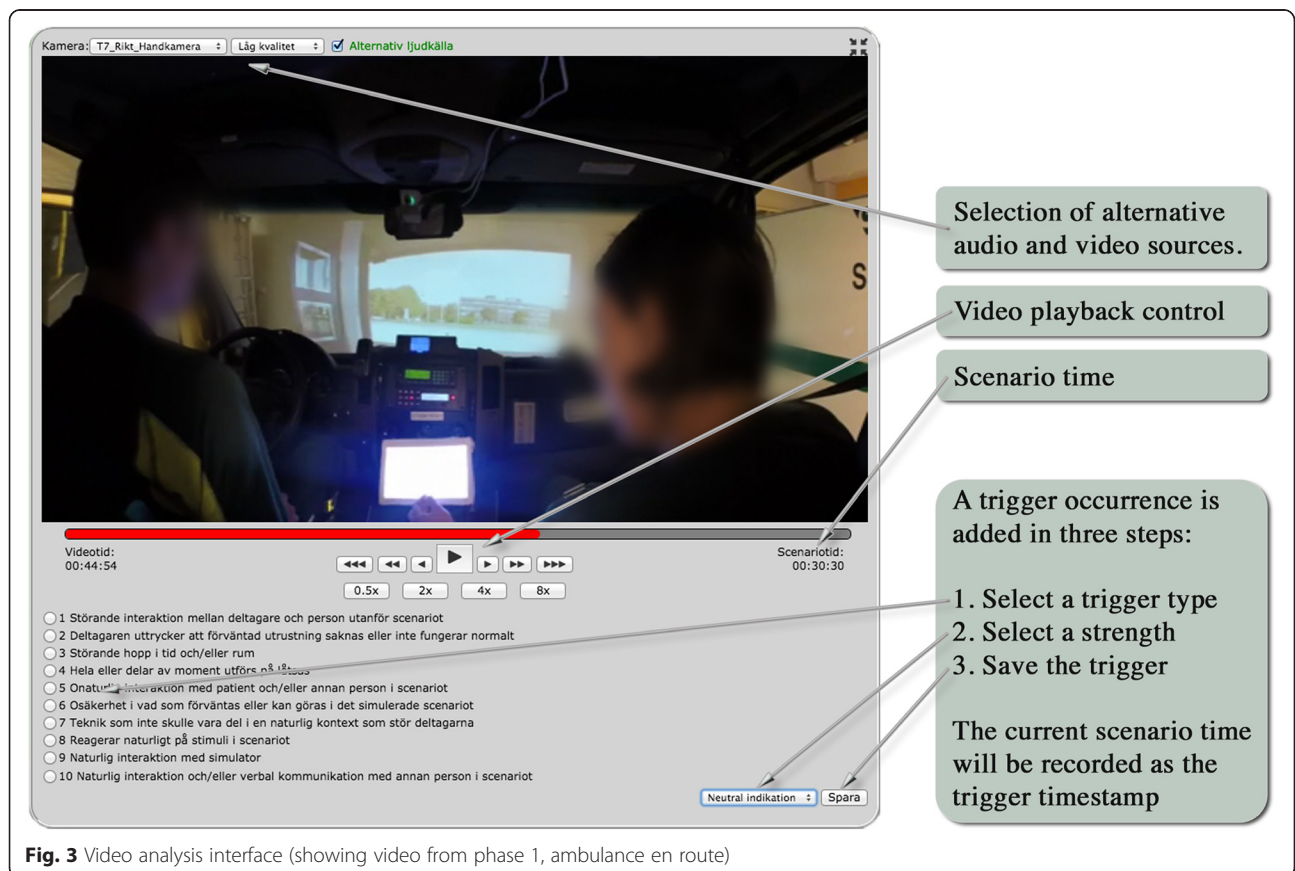 Kamera: T7_Rikt_Handkamera Låg kvalitet Alternativ ljudkälla
S
Videotid:
00:44:54
Scenariotid:
00:30:30
0.5x 2x 4x 8x
1 Störande interaktion mellan deltagare och person utanför scenariot
2 Deltagaren uttrycker att förväntad utrustning saknas eller inte fungerar normalt
3 Störande hopp i tid och/eller rum
4 Hela eller delar av moment utförs på låtsas
5 Onaturlig interaktion med patient och/eller annan person i scenariot
6 Osäkerhet i vad som förväntas eller kan göras i det simulerade scenariot
7 Teknik som inte skulle vara del i en naturlig kontext som stör deltagarna
8 Reagerar naturligt på stimuli i scenariot
9 Naturlig interaktion med simulator
10 Naturlig interaktion och/eller verbal kommunikation med annan person i scenariot
Neutral indikation Spara
Selection of alternative
audio and video sources.
Video playback control
Scenario time
A trigger occurrence is
added in three steps:
1. Select a trigger type
2. Select a strength
3. Save the trigger
The current scenario time
will be recorded as the
trigger timestamp
Fig. 3 Video analysis interface (showing video from phase 1, ambulance en route)